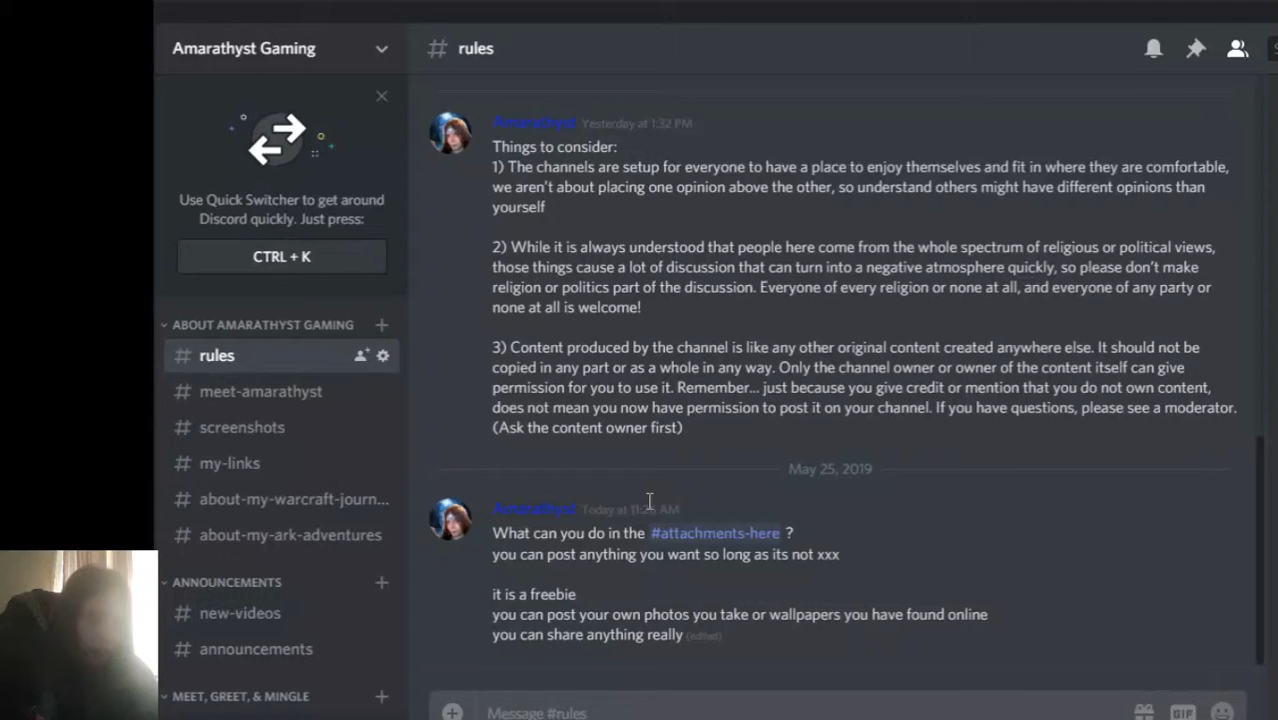 Amarathyst Gaming
rules
Use Quick Switcher to get around
Discord quickly. Just press:
CTRL + K
ABOUT AMARATHYST GAMING
rules
meet-amarathyst
screenshots
my-links
about-my-warcraft-journ...
about-my-ark-adventures
ANNOUNCEMENTS
new-videos
announcements
MEET, GREET, & MINGLE
Amarathyst Yesterday at 1:32 PM
Things to consider:
1) The channels are setup for everyone to have a place to enjoy themselves and fit in where they are comfortable,
we aren't about placing one opinion above the other, so understand others might have different opinions than
yourself
2) While it is always understood that people here come from the whole spectrum of religious or political views,
those things cause a lot of discussion that can turn into a negative atmosphere quickly, so please don't make
religion or politics part of the discussion. Everyone of every religion or none at all, and everyone of any party or
none at all is welcome!
3) Content produced by the channel is like any other original content created anywhere else. It should not be
copied in any part or as a whole in any way. Only the channel owner or owner of the content itself can give
permission for you to use it. Remember... just because you give credit or mention that you do not own content,
does not mean you now have permission to post it on your channel. If you have questions, please see a moderator.
(Ask the content owner first)
May 25, 2019
Amarathyst Today at AM
What can you do in the #attachments-here ?
you can post anything you want so long as its not xxx
it is a freebie
you can post your own photos you take or wallpapers you have found online
you can share anything really (edited)
Message #rules
GIF